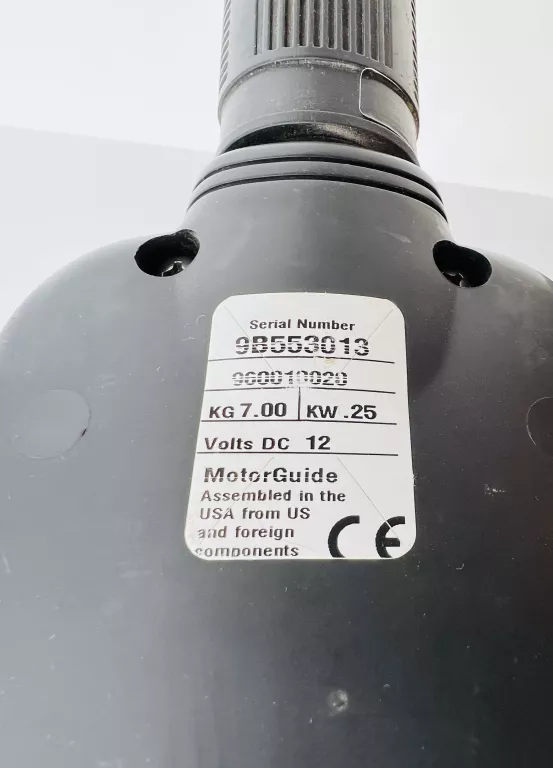 Serial Number
9B553013
960010020
KG 7.00 KW .25
Volts DC 12
MotorGuide
Assembled in the
USA from US
and foreign
components CE